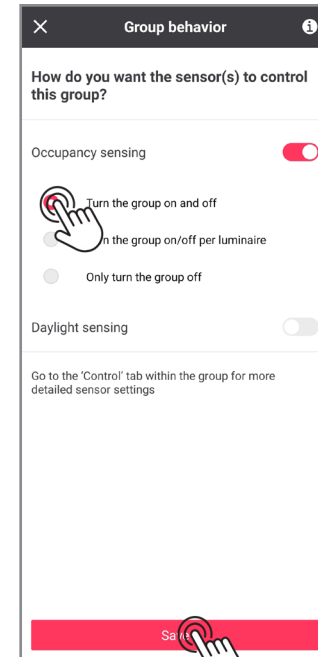 Group behavior
How do you want the sensor(s) to control
this group?
Occupancy sensing
Turn the group on and off
n the group on/off per luminaire
Only turn the group off
Daylight sensing
Go to the 'Control' tab within the group for more
detailed sensor settings
Save